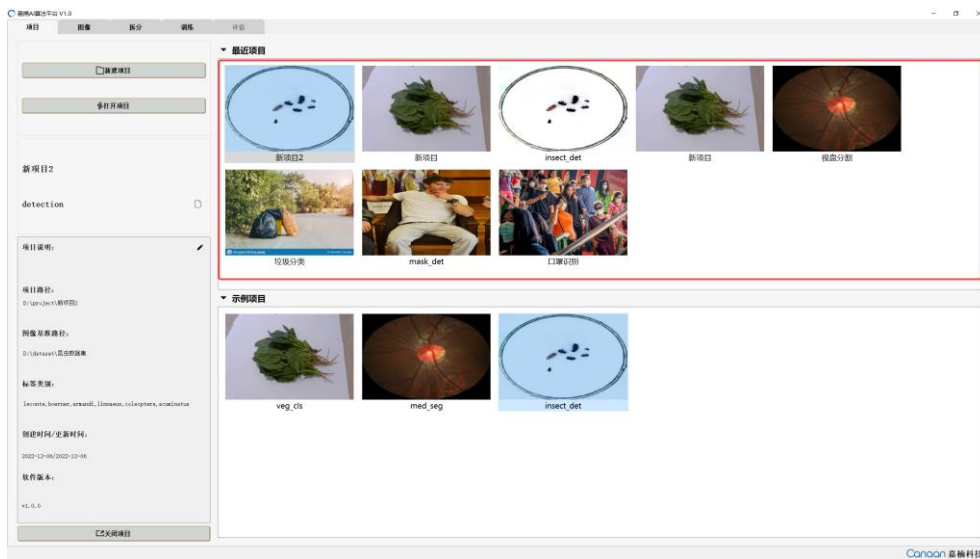 嘉楠AI算法平台 V1.0
项目 图像 拆分 训练 评估
新建项目
打开项目
新项目2
detection
项目说明:
项目路径:
D:\project\新项目2
图像基准路径:
D:\dataset\昆虫数据集
标签类别:
leconte,boerner,armandi,linnaeus,coleoptera,acuminatus
创建时间/更新时间:
2022-12-06/2022-12-06
软件版本:
v1.0.0
关闭项目
最近项目
新项目2 新项目 insect_det 新项目 视盘分割
垃圾分类 mask_det 口罩识别
示例项目
veg_cls med_seg insect_det
Canaan 嘉楠科技